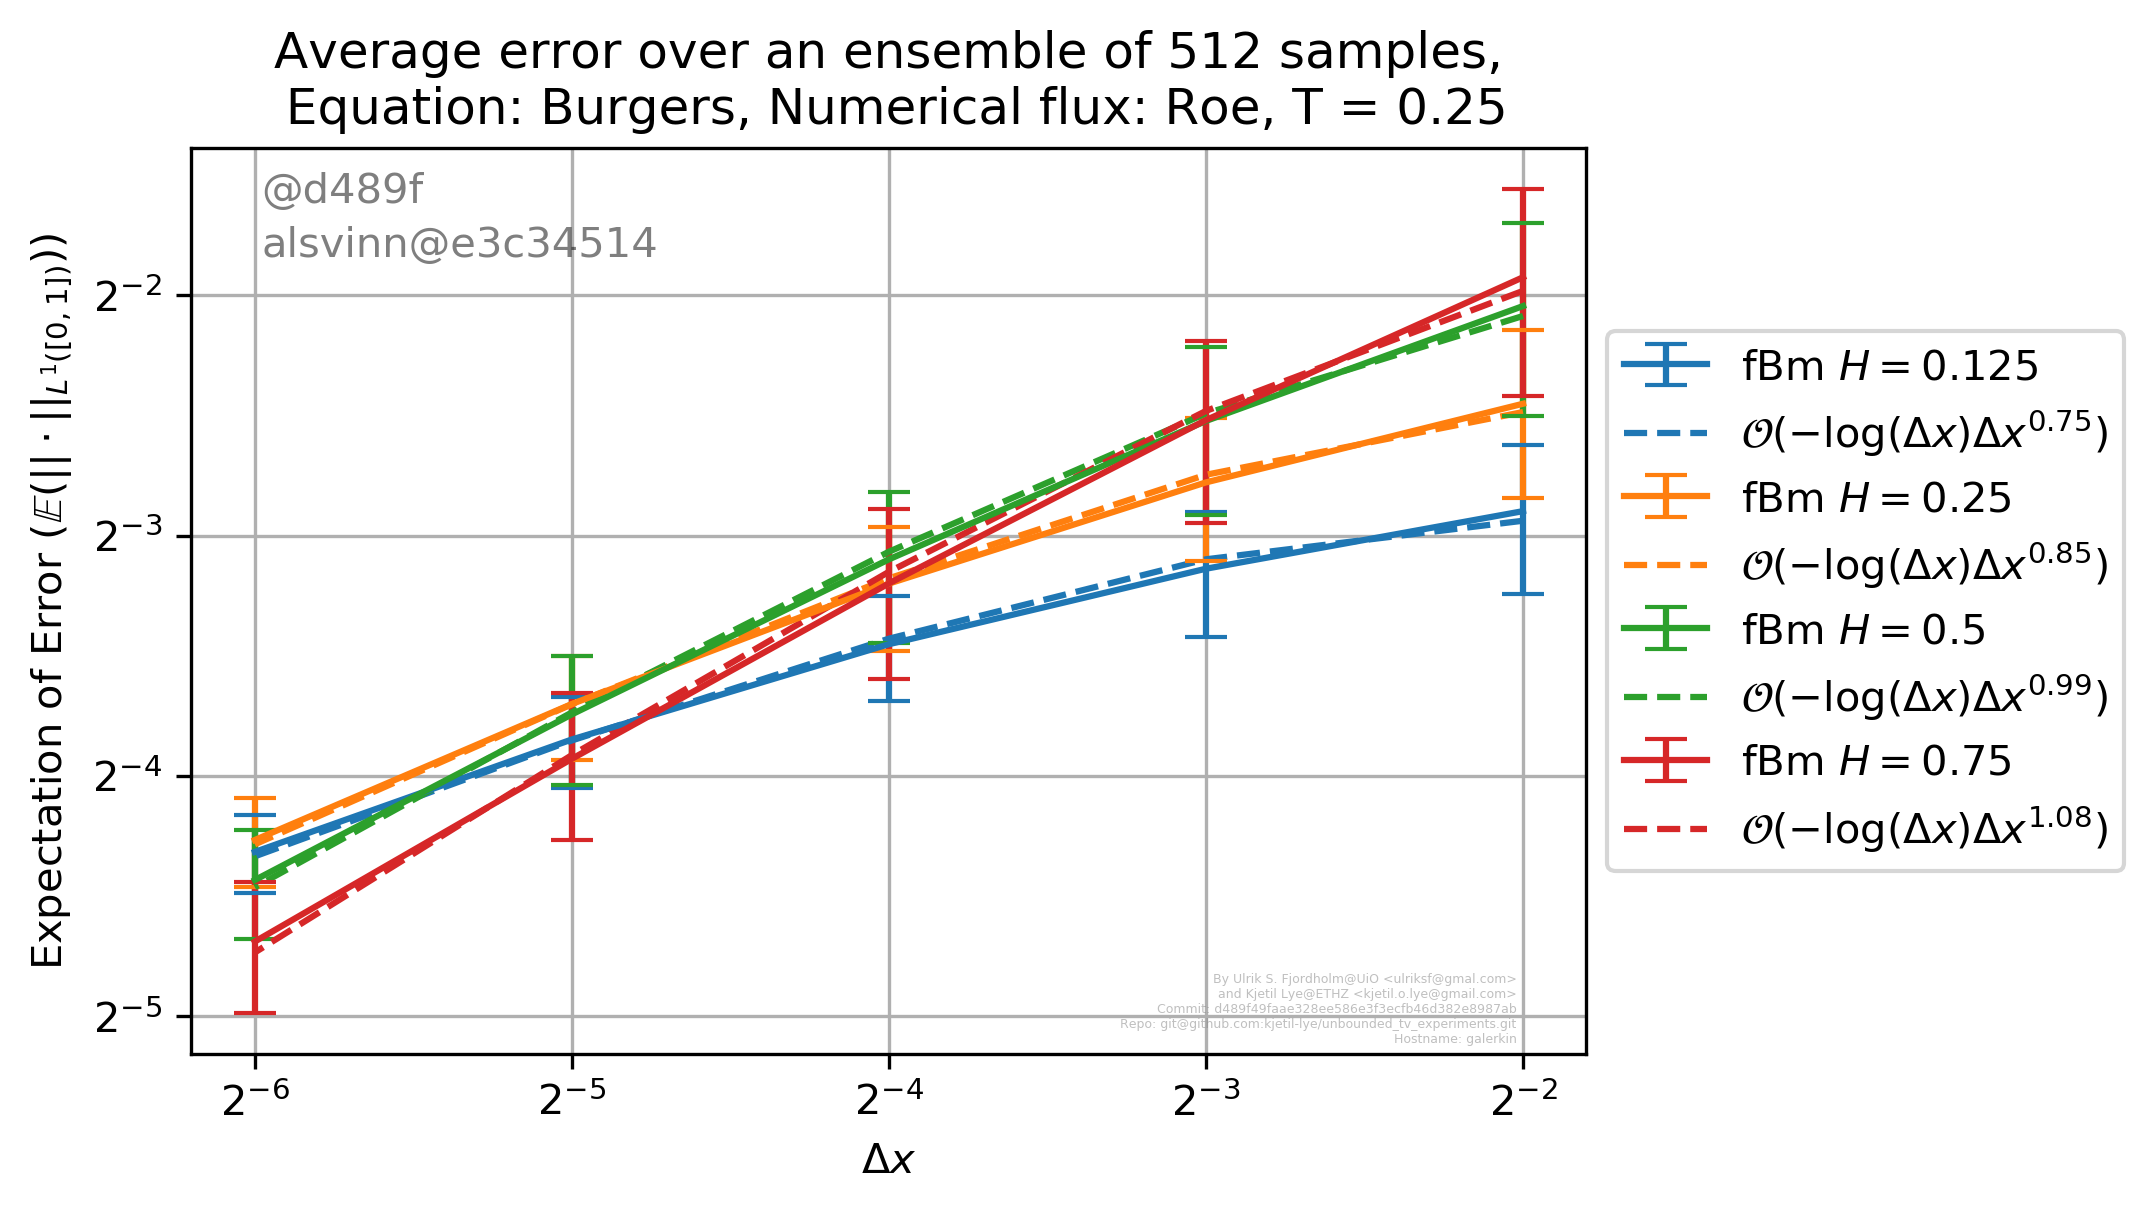 Average error over an ensemble of 512 samples,
Equation: Burgers, Numerical flux: Roe, T = 0.25
@d489f
alsvinn@e3c34514
Expectation of Error (𝔼(||·||_{L^1([0,1])}))
2^{-2}
2^{-3}
2^{-4}
2^{-5}
2^{-6}
2^{-5}
2^{-4}
2^{-3}
2^{-2}
Δx
fBm H = 0.125
𝒪(−log(Δx)Δx^{0.75})
fBm H = 0.25
𝒪(−log(Δx)Δx^{0.85})
fBm H = 0.5
𝒪(−log(Δx)Δx^{0.99})
fBm H = 0.75
𝒪(−log(Δx)Δx^{1.08})
By Ulrik S. Fjordholm@UiO <ulriksf@gmal.com>
and Kjetil Lye@ETHZ <kjetil.o.lye@gmail.com>
Commit: d489f49faae328ee586e3f3ecfb46d382e8987ab
Repo: git@github.com:kjetil-lye/unbounded_tv_experiments.git
Hostname: galerkin